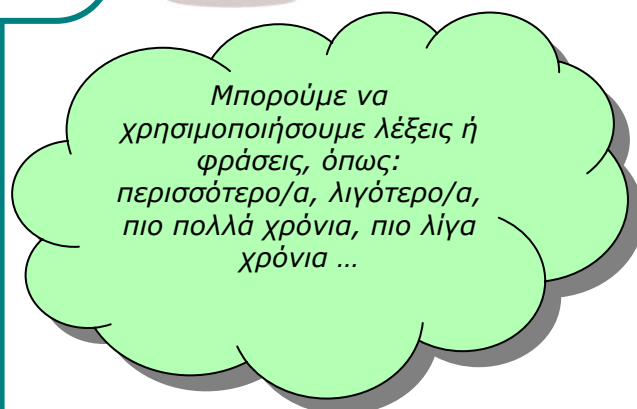 Μπορούμε να
χρησιμοποιήσουμε λέξεις ή
φράσεις, όπως:
περισσότερο/α, λιγότερο/α,
πιο πολλά χρόνια, πιο λίγα
χρόνια ...